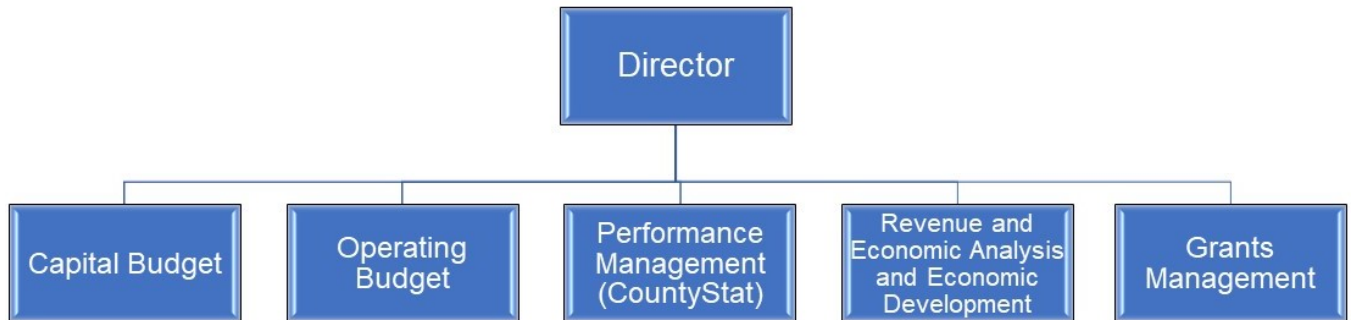 Director
Capital Budget
Operating
Budget
Performance
Management
(CountyStat)
Revenue and
Economic Analysis
and Economic
Development
Grants
Management